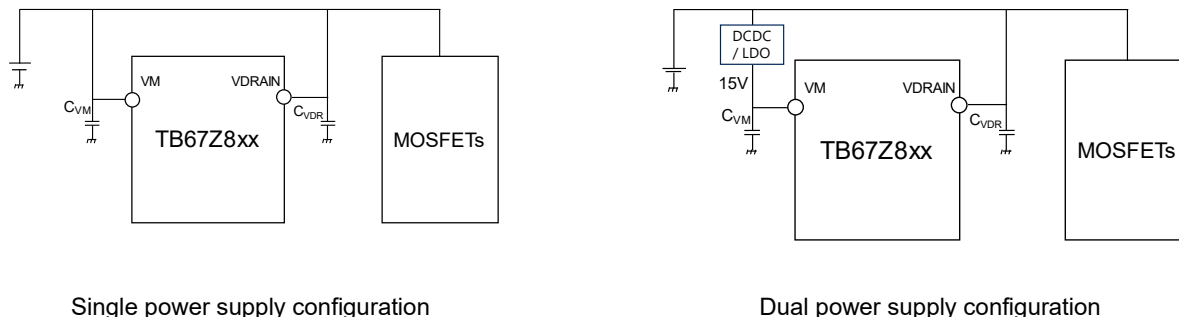 VM
VDRAIN
CVM
CVDR
TB67Z8xx
MOSFETs
Single power supply configuration
DCDC
/ LDO
15V
VM
VDRAIN
CVM
CVDR
TB67Z8xx
MOSFETs
Dual power supply configuration